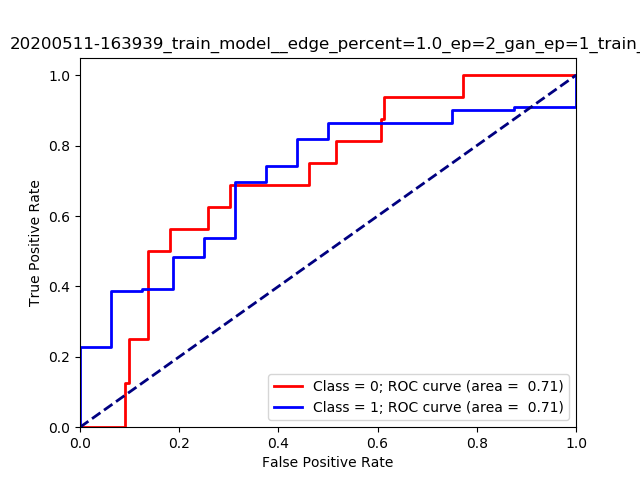 20200511-163939_train_model__edge_percent=1.0_ep=2_gan_ep=1_train_
1.0
0.8
0.6
0.4
0.2
0.0
True Positive Rate
Class = 0; ROC curve (area =  0.71)
Class = 1; ROC curve (area =  0.71)
0.0 0.2 0.4 0.6 0.8 1.0
False Positive Rate